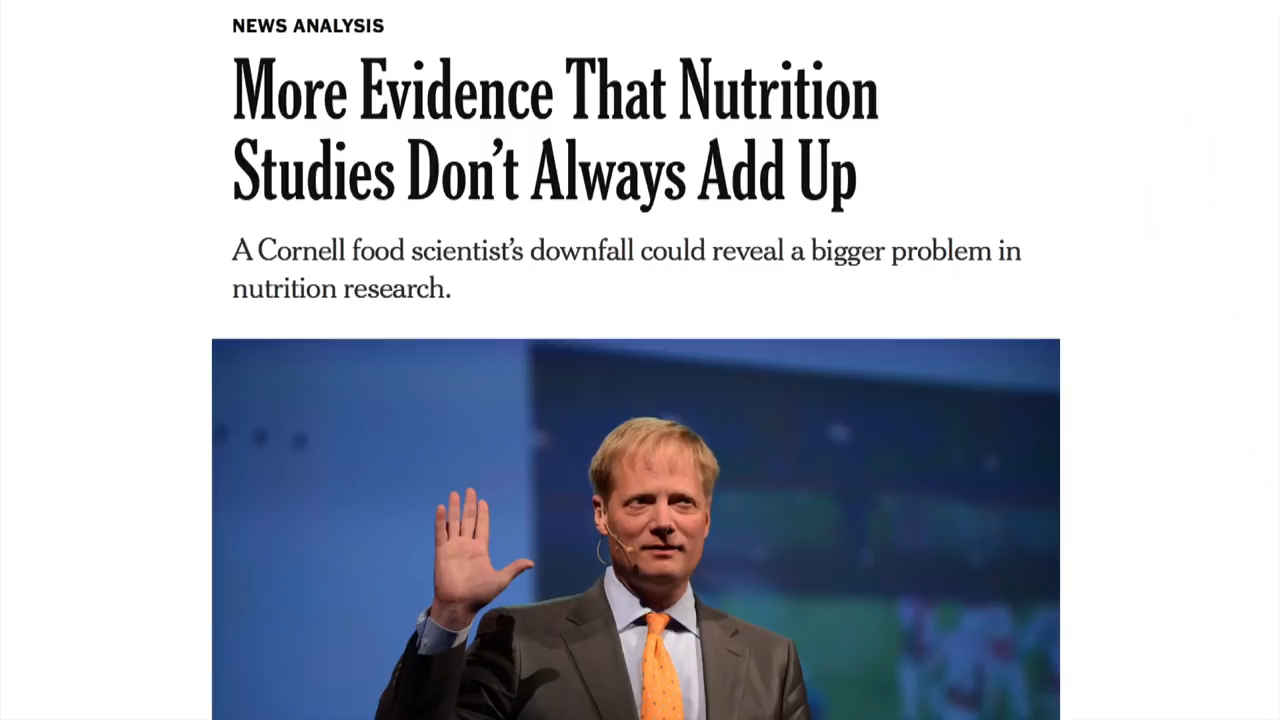 NEWS ANALYSIS
More Evidence That Nutrition
Studies Don’t Always Add Up
A Cornell food scientist’s downfall could reveal a bigger problem in
nutrition research.